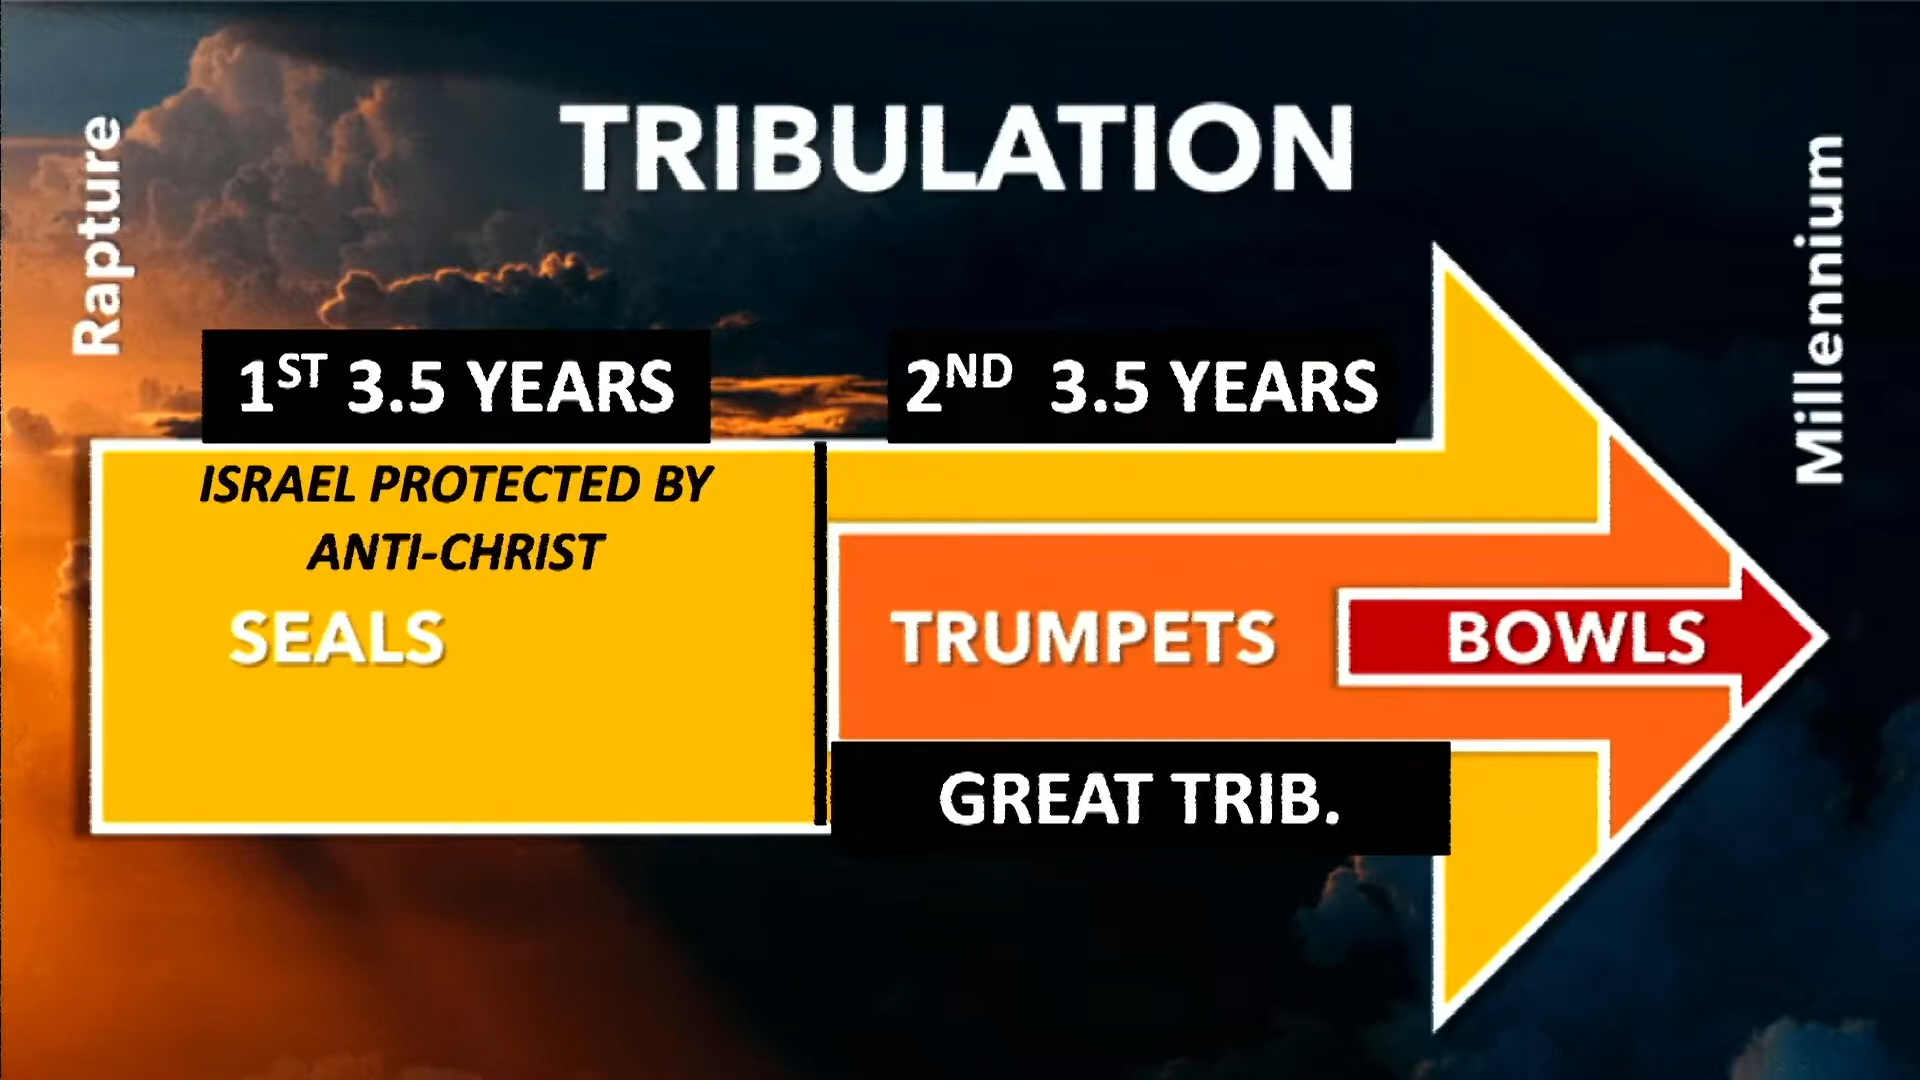 TRIBULATION
Rapture
Millennium
1ST 3.5 YEARS
2ND 3.5 YEARS
ISRAEL PROTECTED BY
ANTI-CHRIST
SEALS
TRUMPETS
BOWLS
GREAT TRIB.